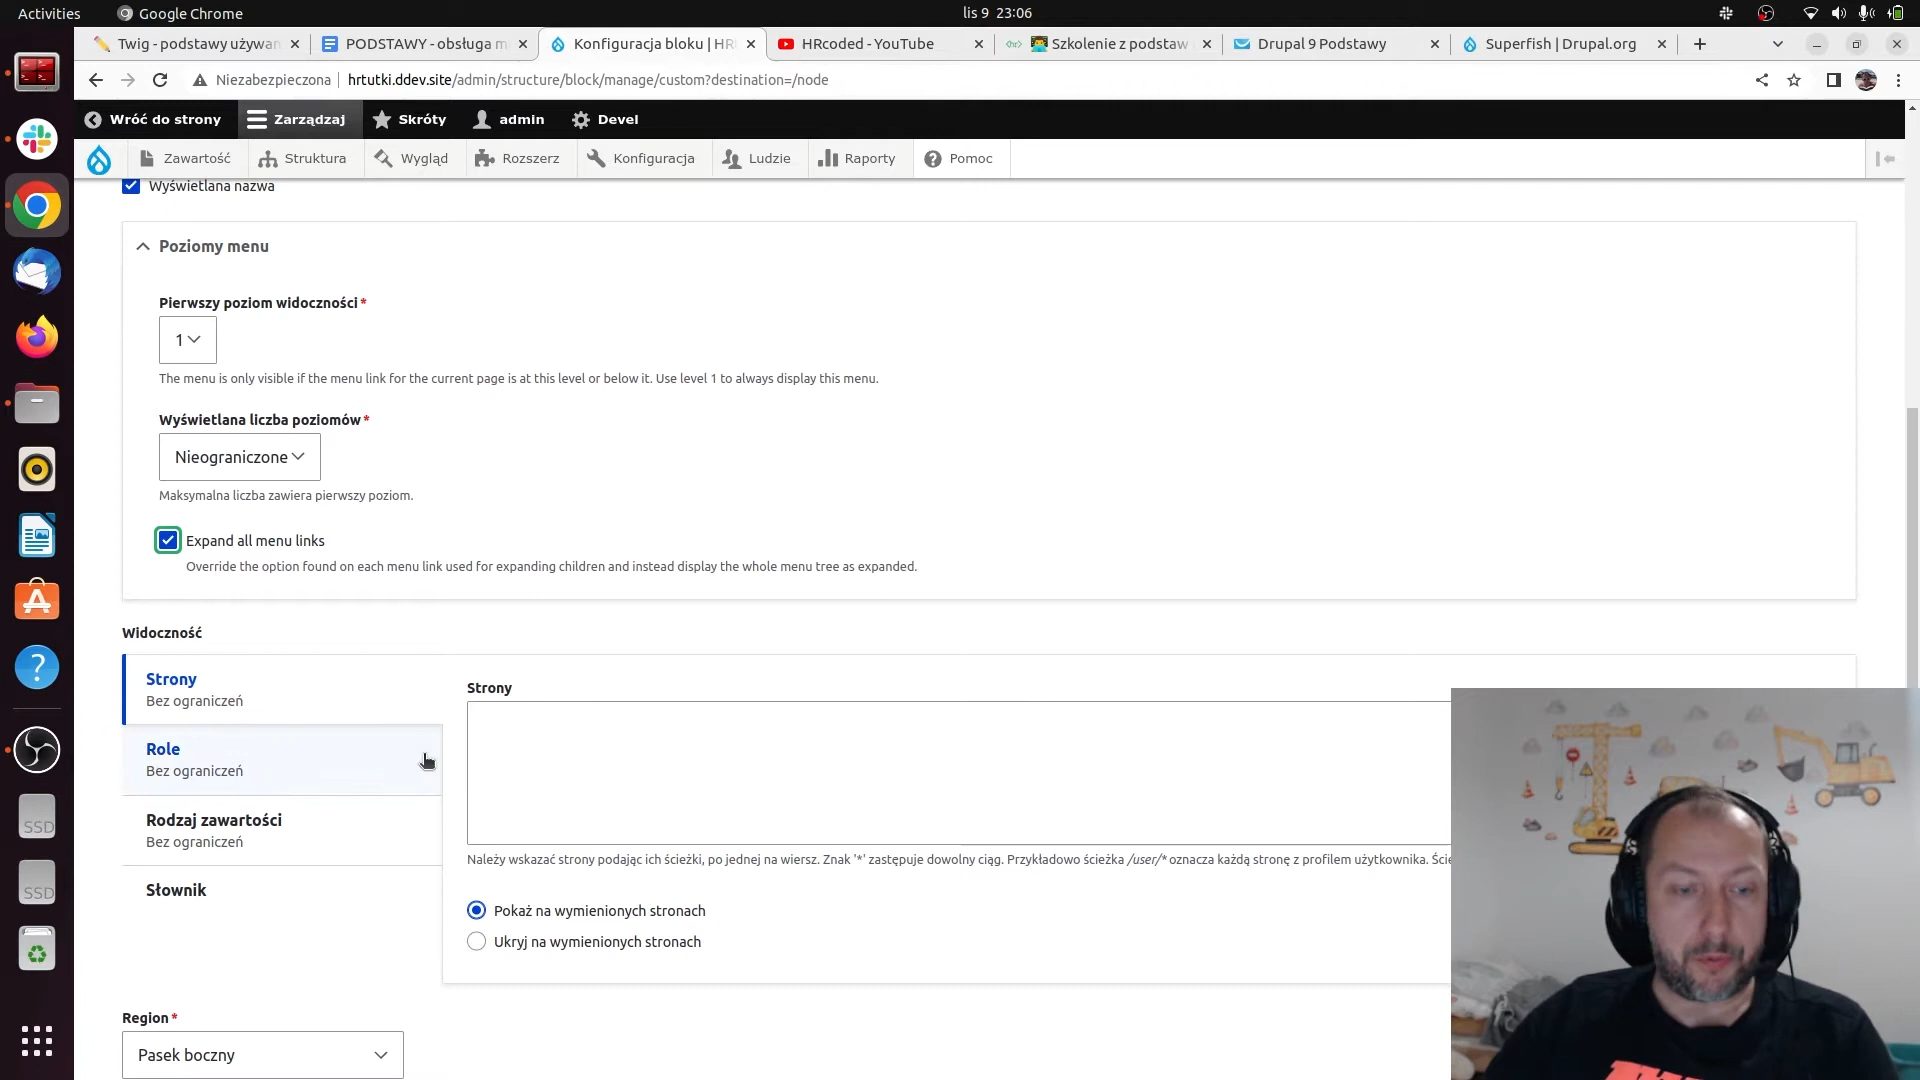 Activities
Google Chrome
lis 9 23:06
Twig - podstawy używan
PODSTAWY - obsługa m
Konfiguracja bloku | HR
HRcoded - YouTube
Szkolenie z podstaw
Drupal 9 Podstawy
Superfish | Drupal.org
Niezabezpieczona
hrtutki.ddev.site/admin/structure/block/manage/custom?destination=/node
Wróć do strony
Zarządzaj
Skróty
admin
Devel
Zawartość
Struktura
Wygląd
Rozszerz
Konfiguracja
Ludzie
Raporty
Pomoc
Wyświetlana nazwa
Poziomy menu
Pierwszy poziom widoczności*
1
The menu is only visible if the menu link for the current page is at this level or below it. Use level 1 to always display this menu.
Wyświetlana liczba poziomów*
Nieograniczone
Maksymalna liczba zawiera pierwszy poziom.
Expand all menu links
Override the option found on each menu link used for expanding children and instead display the whole menu tree as expanded.
Widoczność
Strony
Bez ograniczeń
Role
Bez ograniczeń
Rodzaj zawartości
Bez ograniczeń
Słownik
Strony
Należy wskazać strony podając ich ścieżki, po jednej na wiersz. Znak '*' zastępuje dowolny ciąg. Przykładowo ścieżka /user/* oznacza każdą stronę z profilem użytkownika. Ście
Pokaż na wymienionych stronach
Ukryj na wymienionych stronach
Region*
Pasek boczny
SSD
SSD